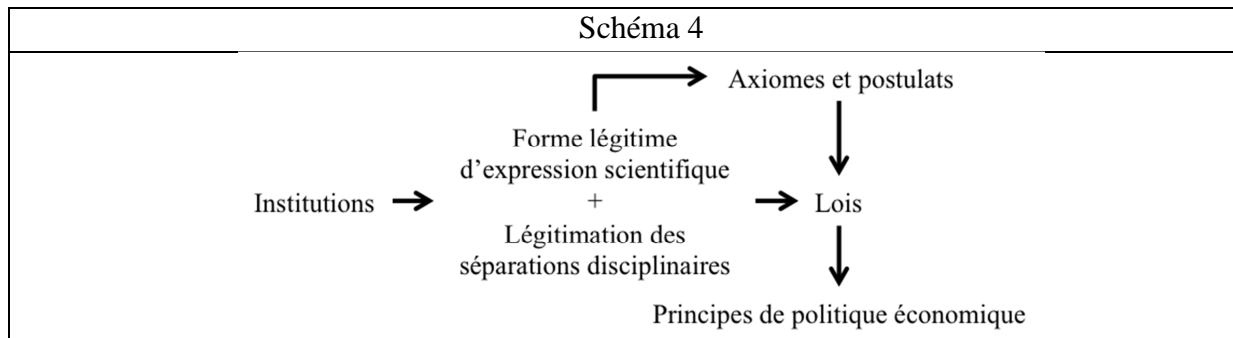 Schéma 4
Axiomes et postulats
Forme légitime
d’expression scientifique
Institutions
+
Lois
Légitimation des
séparations disciplinaires
Principes de politique économique